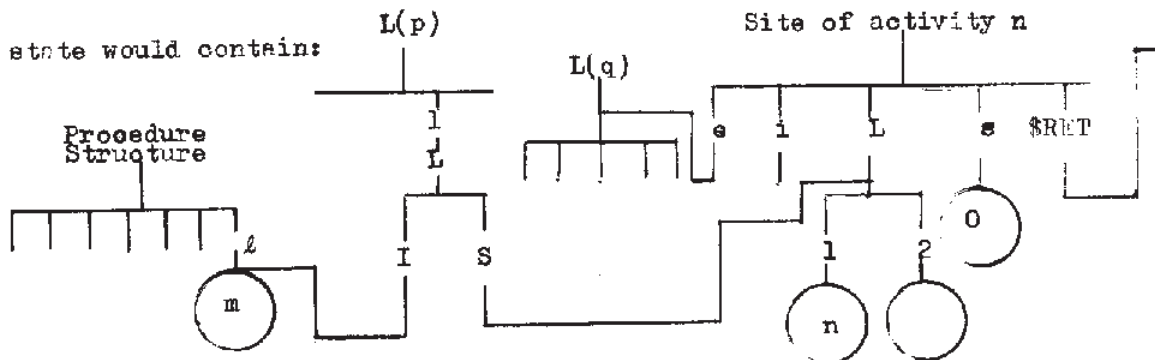 L(p)
Site of activity n
state would contain:
L(q)
Procedure
Structure
l
L
e i L s $RET
ℓ
I S
1 2
0
m
n